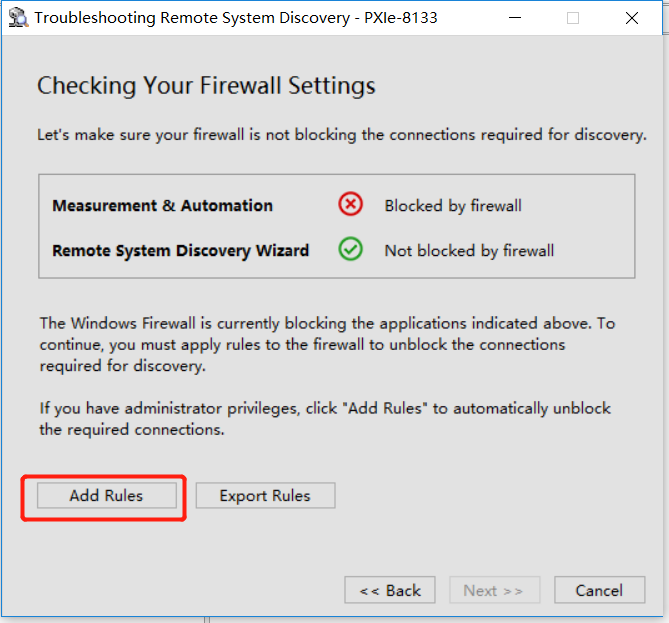 Troubleshooting Remote System Discovery - PXIe-8133
Checking Your Firewall Settings
Let's make sure your firewall is not blocking the connections required for discovery.
Measurement & Automation Blocked by firewall
Remote System Discovery Wizard Not blocked by firewall
The Windows Firewall is currently blocking the applications indicated above. To
continue, you must apply rules to the firewall to unblock the connections
required for discovery.
If you have administrator privileges, click "Add Rules" to automatically unblock
the required connections.
Add Rules Export Rules
<< Back Next >> Cancel